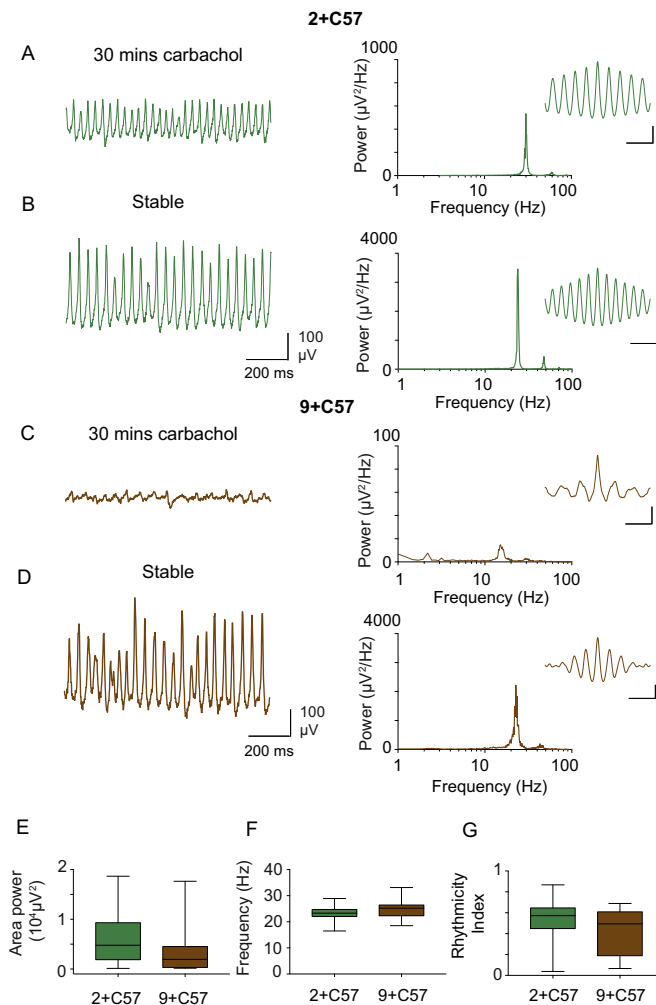 2+C57
A
30 mins carbachol
1000
Power (µV²/Hz)
1
10
100
Frequency (Hz)
B
Stable
100
µV
200 ms
4000
Power (µV²/Hz)
1
10
100
Frequency (Hz)
9+C57
C
30 mins carbachol
100
Power (µV²/Hz)
1
10
100
Frequency (Hz)
D
Stable
100
µV
200 ms
4000
Power (µV²/Hz)
1
10
100
Frequency (Hz)
E
Area power
(10⁴µV²)
2
1
0
2+C57 9+C57
F
Frequency (Hz)
40
30
20
10
0
2+C57 9+C57
G
Rhythmicity
Index
1
0
2+C57 9+C57